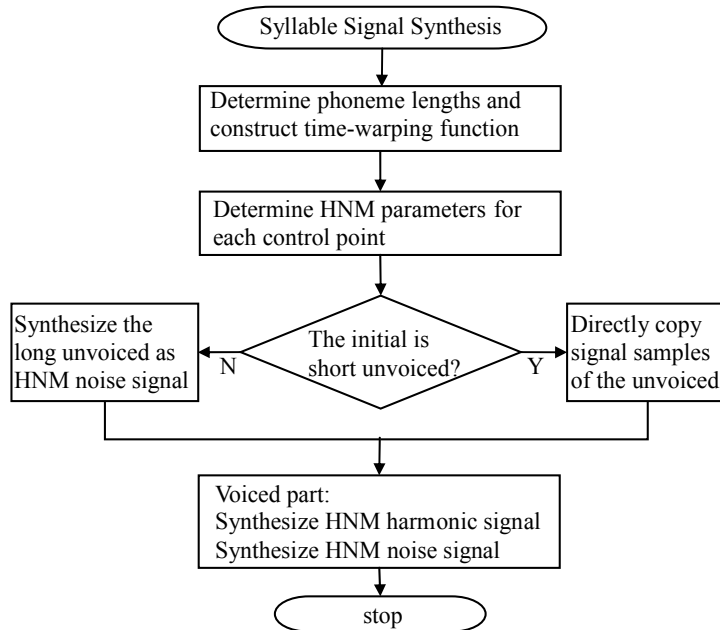 Syllable Signal Synthesis
Determine phoneme lengths and
construct time-warping function
Determine HNM parameters for
each control point
The initial is
short unvoiced?
N
Y
Synthesize the
long unvoiced as
HNM noise signal
Directly copy
signal samples
of the unvoiced
Voiced part:
Synthesize HNM harmonic signal
Synthesize HNM noise signal
stop